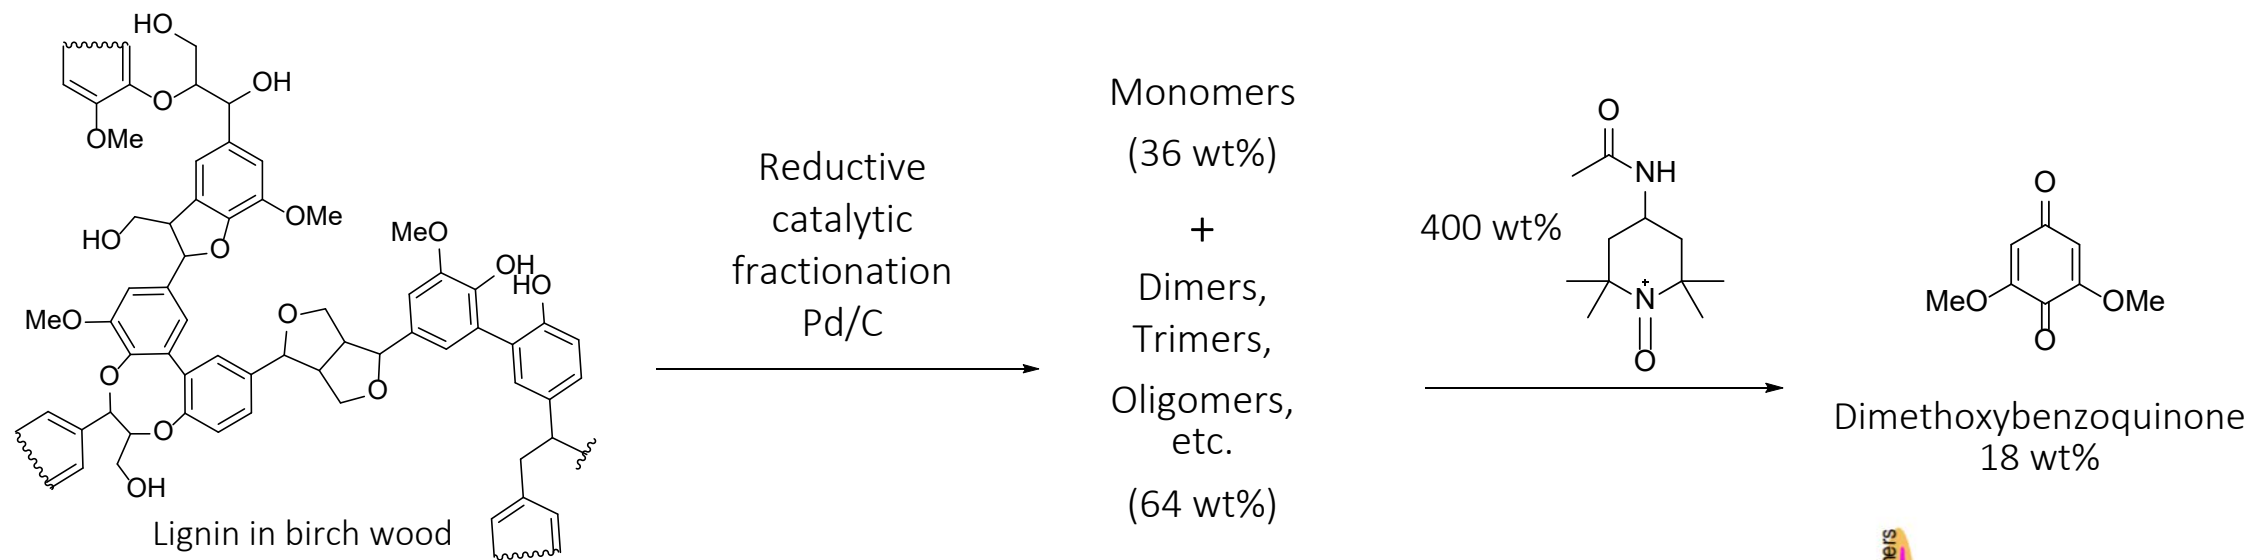 HO
OH
O
OMe
OMe
HO
O
MeO
O
O
OH
O
O
MeO
OH
HO
Lignin in birch wood
Reductive
catalytic
fractionation
Pd/C
Monomers
(36 wt%)
+
Dimers,
Trimers,
Oligomers,
etc.
(64 wt%)
400 wt%
O
NH
N
+
O
O
MeO
OMe
O
Dimethoxybenzoquinone
18 wt%